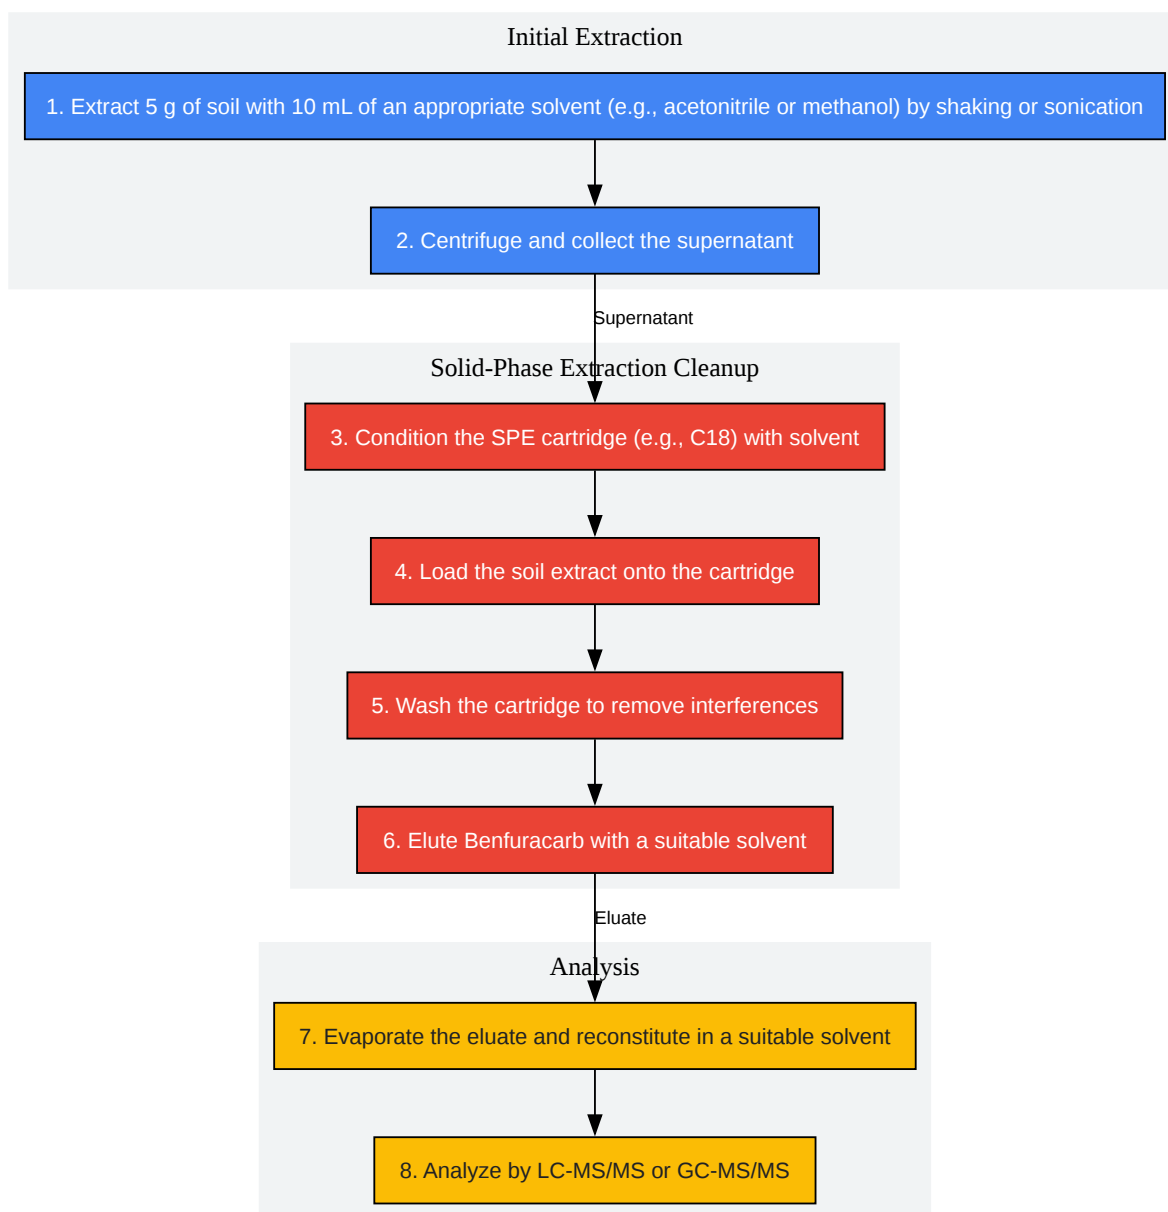 Initial Extraction
1. Extract 5 g of soil with 10 mL of an appropriate solvent (e.g., acetonitrile or methanol) by shaking or sonication
2. Centrifuge and collect the supernatant
Supernatant
Solid-Phase Extraction Cleanup
3. Condition the SPE cartridge (e.g., C18) with solvent
4. Load the soil extract onto the cartridge
5. Wash the cartridge to remove interferences
6. Elute Benfuracarb with a suitable solvent
Eluate
Analysis
7. Evaporate the eluate and reconstitute in a suitable solvent
8. Analyze by LC-MS/MS or GC-MS/MS